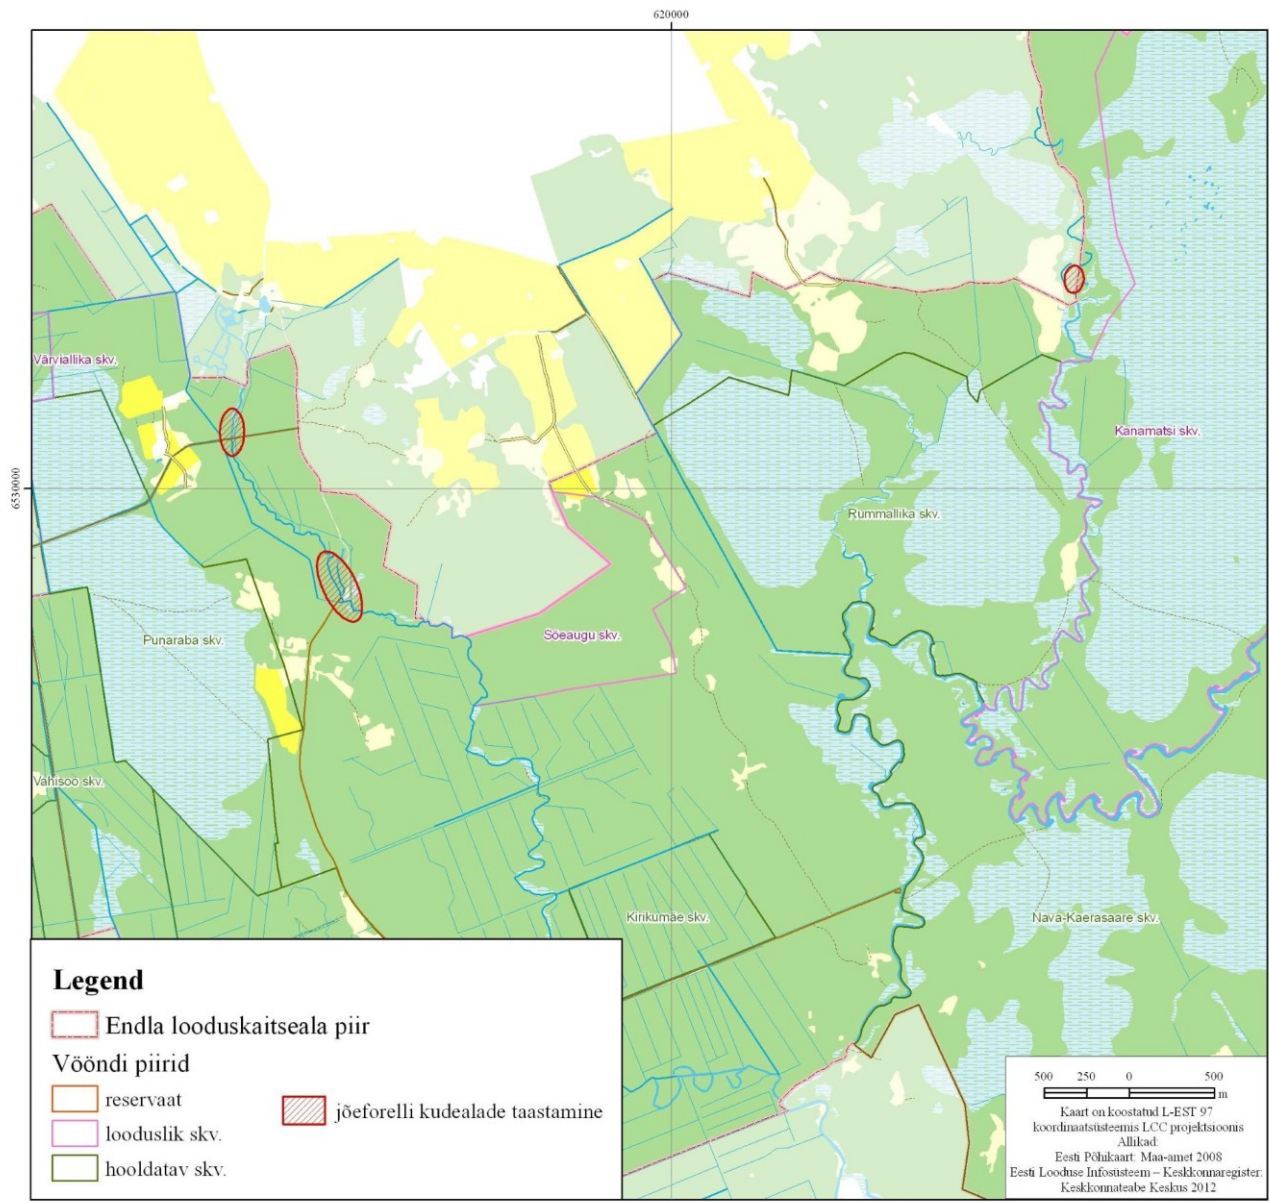 620000
6530000
Värviallika skv.
Kanamatsi skv.
Rummallika skv.
Punaraba skv.
Sõeaugu skv.
Vahisoo skv.
Kirikumäe skv.
Nava-Kaerasaare skv.
Legend
Endla looduskaitseala piir
Vööndi piirid
reservaat
looduslik skv.
hooldatav skv.
jõeforelli kudealade taastamine
500 250 0 500
m
Kaart on koostatud L-EST 97
koordinaatsüsteemis LCC projektsioonis
Allikad:
Eesti Põhikaart: Maa-amet 2008
Eesti Looduse Infosüsteem – Keskkonnaregister:
Keskkonnateabe Keskus 2012